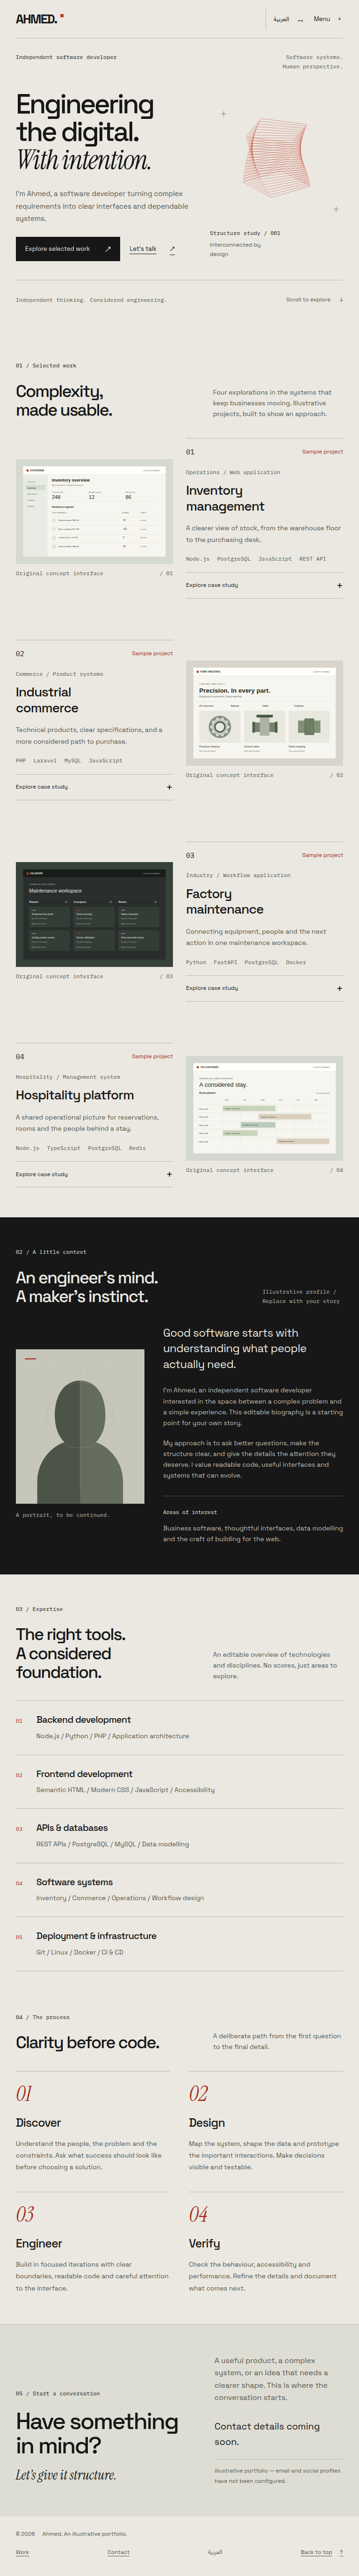 AHMED.
العربية
Menu +
Independent software developer
Software systems.
Human perspective.
Engineering
the digital.
With intention.
I'm Ahmed, a software developer turning complex
requirements into clear interfaces and dependable
systems.
Explore selected work ↗
Let's talk ↗
Structure study / 001
Interconnected by
design
Independent thinking. Considered engineering.
Scroll to explore ↓
01 / Selected work
Complexity,
made usable.
Four explorations in the systems that
keep businesses moving. Illustrative
projects, built to show an approach.
Inventory overview
248
12
86
Original concept interface / 01
01 Sample project
Operations / Web application
Inventory
management
A clearer view of stock, from the warehouse floor
to the purchasing desk.
Node.js PostgreSQL JavaScript REST API
Explore case study +
02 Sample project
Commerce / Product systems
Industrial
commerce
Technical products, clear specifications, and a
more considered path to purchase.
PHP Laravel MySQL JavaScript
Explore case study +
Precision. In every part.
Original concept interface / 02
Maintenance workspace
Original concept interface / 03
03 Sample project
Industry / Workflow application
Factory
maintenance
Connecting equipment, people and the next
action in one maintenance workspace.
Python FastAPI PostgreSQL Docker
Explore case study +
04 Sample project
Hospitality / Management system
Hospitality platform
A shared operational picture for reservations,
rooms and the people behind a stay.
Node.js TypeScript PostgreSQL Redis
Explore case study +
A considered stay.
Original concept interface / 04
02 / A little context
An engineer's mind.
A maker's instinct.
Illustrative profile /
Replace with your story
A portrait, to be continued.
Good software starts with
understanding what people
actually need.
I'm Ahmed, an independent software developer
interested in the space between a complex problem and
a simple experience. This editable biography is a starting
point for your own story.
My approach is to ask better questions, make the
structure clear, and give the details the attention they
deserve. I value readable code, useful interfaces and
systems that can evolve.
Areas of interest
Business software, thoughtful interfaces, data modelling
and the craft of building for the web.
03 / Expertise
The right tools.
A considered
foundation.
An editable overview of technologies
and disciplines. No scores, just areas to
explore.
01 Backend development
Node.js / Python / PHP / Application architecture
02 Frontend development
Semantic HTML / Modern CSS / JavaScript / Accessibility
03 APIs & databases
REST APIs / PostgreSQL / MySQL / Data modelling
04 Software systems
Inventory / Commerce / Operations / Workflow design
05 Deployment & infrastructure
Git / Linux / Docker / CI & CD
04 / The process
Clarity before code.
A deliberate path from the first question
to the final detail.
01
Discover
Understand the people, the problem and the
constraints. Ask what success should look like
before choosing a solution.
02
Design
Map the system, shape the data and prototype
the important interactions. Make decisions
visible and testable.
03
Engineer
Build in focused iterations with clear
boundaries, readable code and careful attention
to the interface.
04
Verify
Check the behaviour, accessibility and
performance. Refine the details and document
what comes next.
05 / Start a conversation
Have something
in mind?
Let's give it structure.
A useful product, a complex
system, or an idea that needs a
clearer shape. This is where the
conversation starts.
Contact details coming
soon.
Illustrative portfolio — email and social profiles
have not been configured.
© 2026 Ahmed. An illustrative portfolio.
Work
Contact
العربية
Back to top ↑